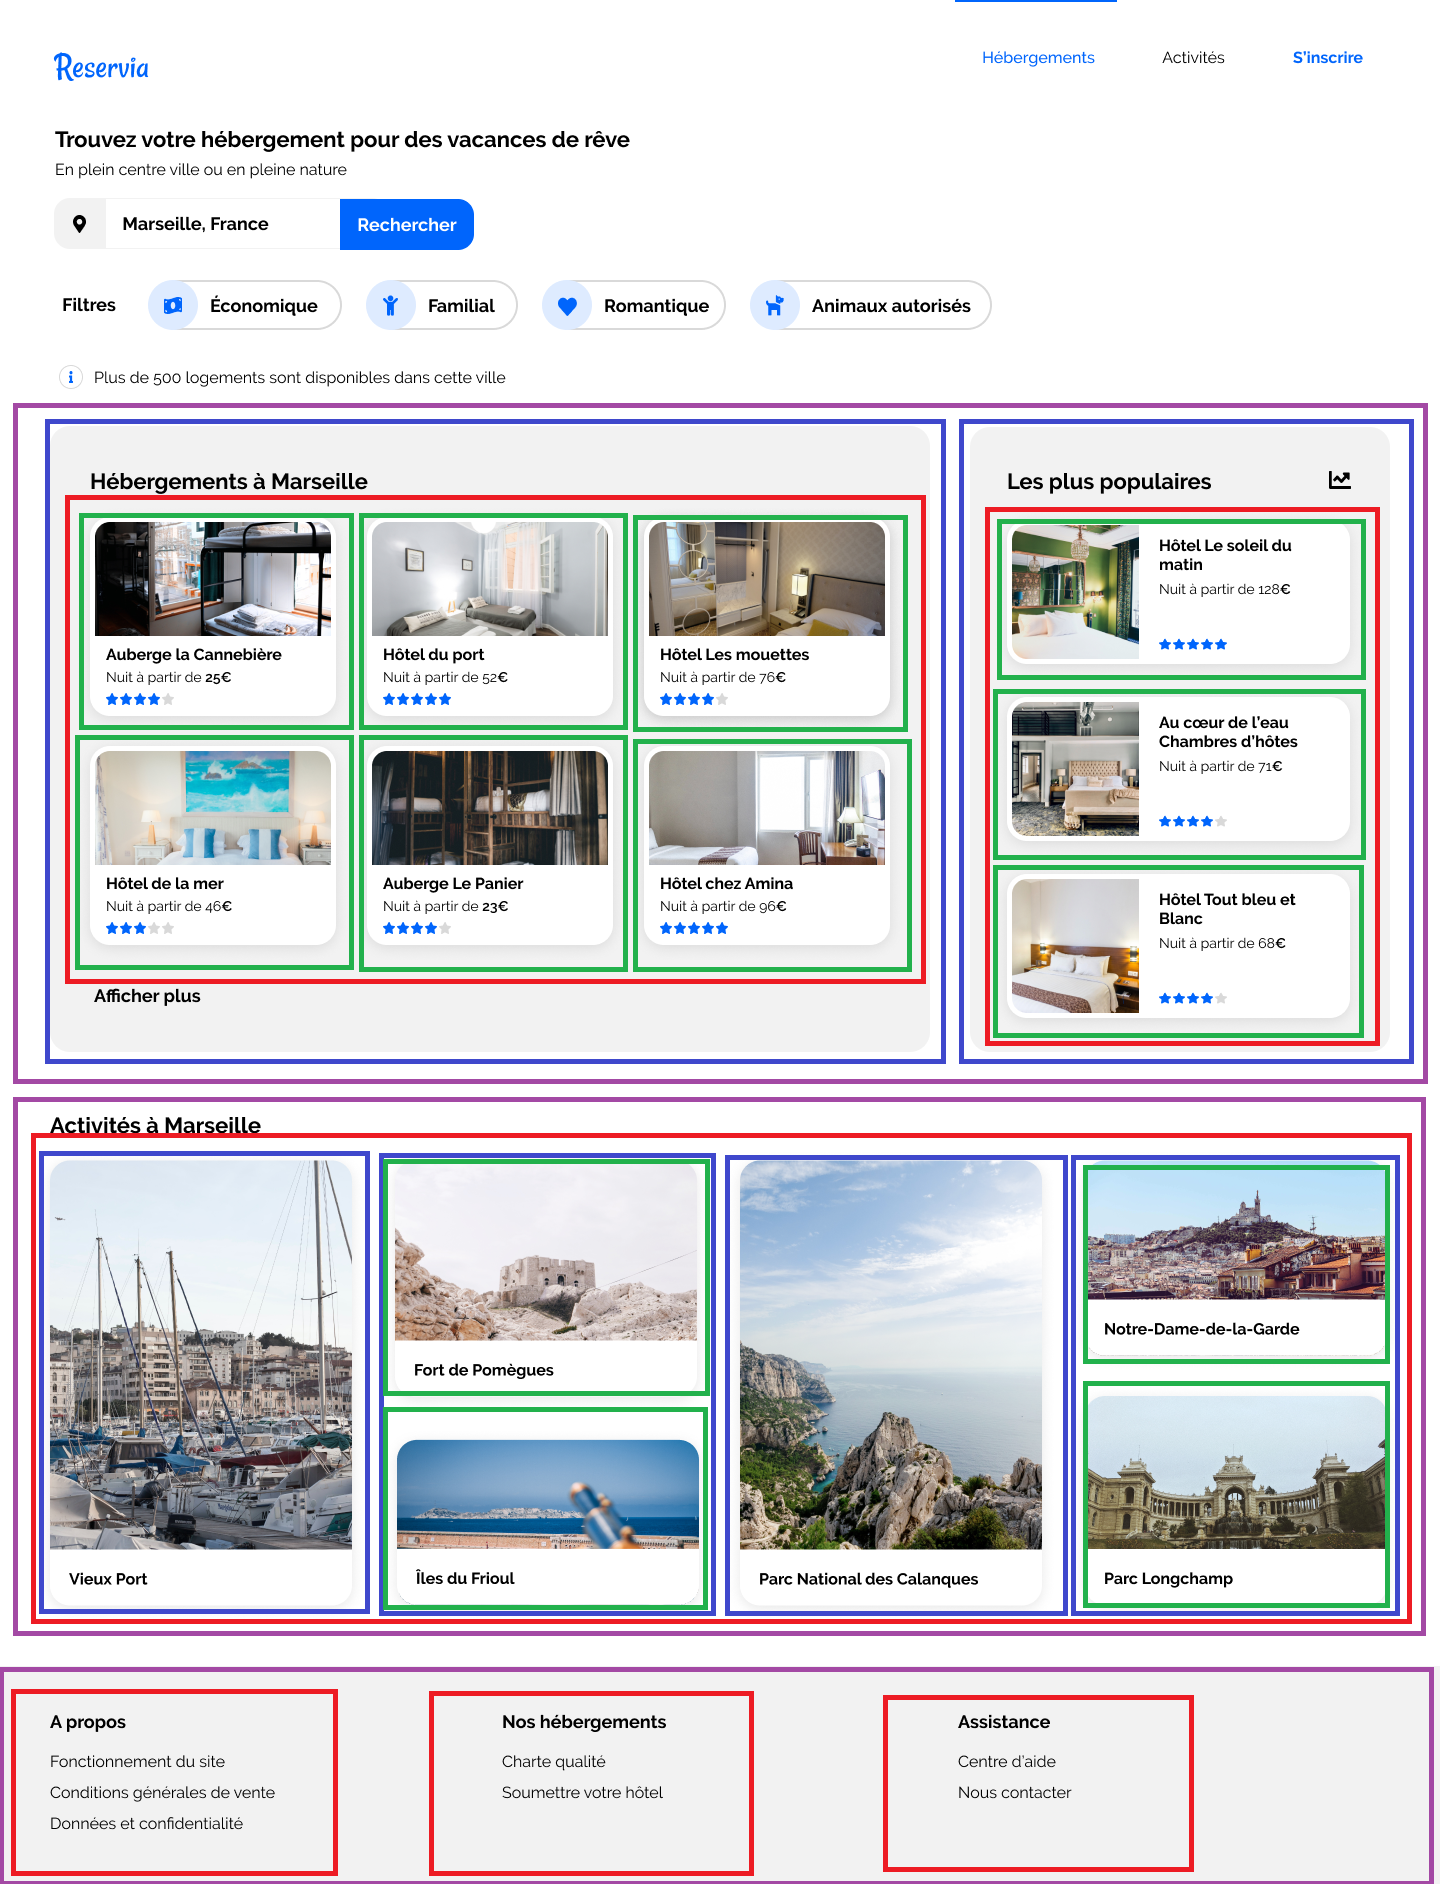 Reservia
Hébergements
Activités
S'inscrire
Trouvez votre hébergement pour des vacances de rêve
En plein centre ville ou en pleine nature
Marseille, France
Rechercher
Filtres
Économique
Familial
Romantique
Animaux autorisés
Plus de 500 logements sont disponibles dans cette ville
Hébergements à Marseille
Auberge la Cannebière
Nuit à partir de 25€
Hôtel du port
Nuit à partir de 52€
Hôtel Les mouettes
Nuit à partir de 76€
Hôtel de la mer
Nuit à partir de 46€
Auberge Le Panier
Nuit à partir de 23€
Hôtel chez Amina
Nuit à partir de 96€
Afficher plus
Les plus populaires
Hôtel Le soleil du
matin
Nuit à partir de 128€
Au cœur de l'eau
Chambres d'hôtes
Nuit à partir de 71€
Hôtel Tout bleu et
Blanc
Nuit à partir de 68€
Activités à Marseille
Vieux Port
Fort de Pomègues
Îles du Frioul
Parc National des Calanques
Notre-Dame-de-la-Garde
Parc Longchamp
A propos
Fonctionnement du site
Conditions générales de vente
Données et confidentialité
Nos hébergements
Charte qualité
Soumettre votre hôtel
Assistance
Centre d'aide
Nous contacter